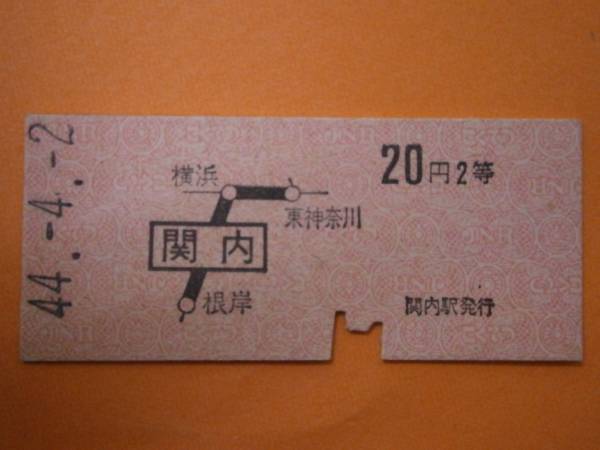 44.-4.-2
横浜
東神奈川
関内
根岸
20円2等
関内駅発行